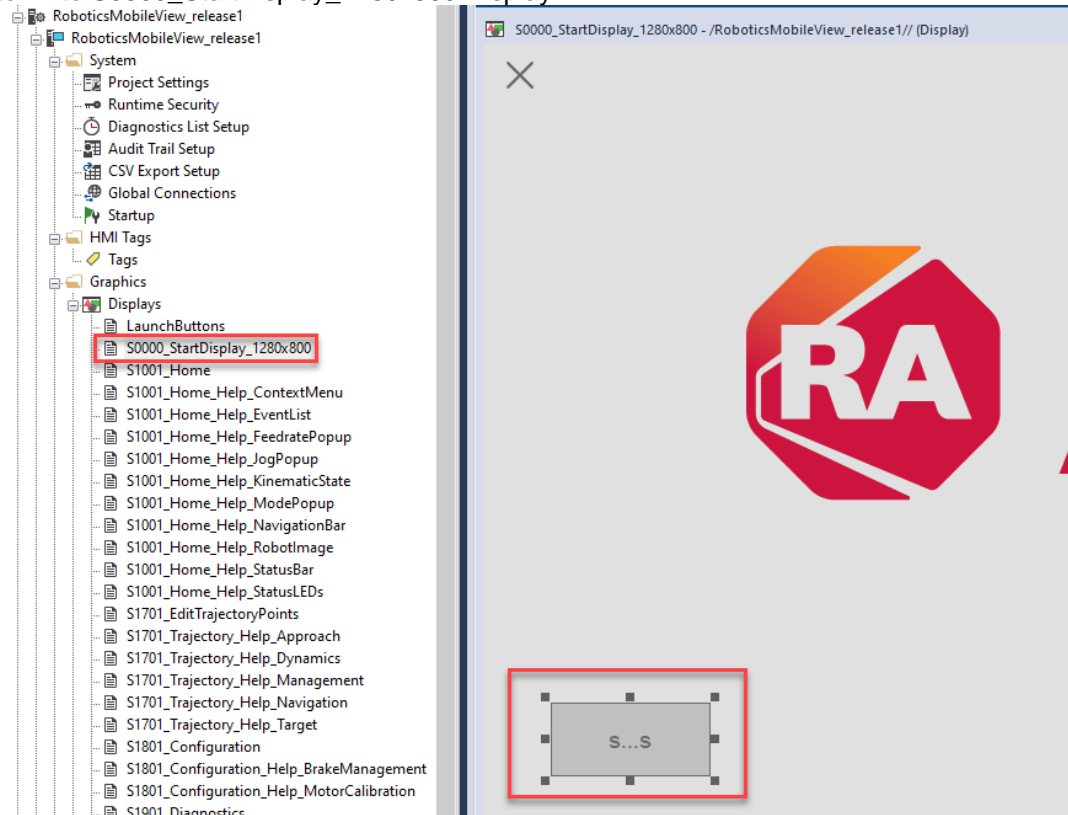 RoboticsMobileView_release1
RoboticsMobileView_release1
System
Project Settings
Runtime Security
Diagnostics List Setup
Audit Trail Setup
CSV Export Setup
Global Connections
Startup
HMI Tags
Tags
Graphics
Displays
LaunchButtons
S0000_StartDisplay_1280x800
S1001_Home
S1001_Home_Help_ContextMenu
S1001_Home_Help_EventList
S1001_Home_Help_FeedratePopup
S1001_Home_Help_JogPopup
S1001_Home_Help_KinematicState
S1001_Home_Help_ModePopup
S1001_Home_Help_NavigationBar
S1001_Home_Help_RobotImage
S1001_Home_Help_StatusBar
S1001_Home_Help_StatusLEDs
S1701_EditTrajectoryPoints
S1701_Trajectory_Help_Approach
S1701_Trajectory_Help_Dynamics
S1701_Trajectory_Help_Management
S1701_Trajectory_Help_Navigation
S1701_Trajectory_Help_Target
S1801_Configuration
S1801_Configuration_Help_BrakeManagement
S1801_Configuration_Help_MotorCalibration
S1901_Diagnostics
S0000_StartDisplay_1280x800 - /RoboticsMobileView_release1// (Display)
RA
S...S